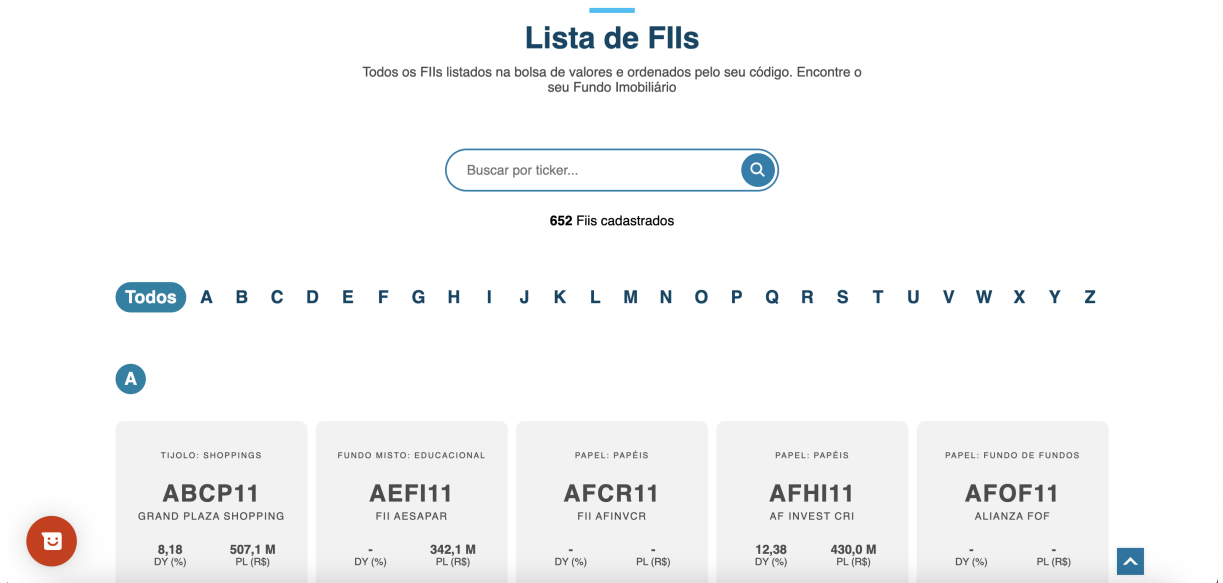 Lista de FIIs
Todos os FIIs listados na bolsa de valores e ordenados pelo seu código. Encontre o
seu Fundo Imobiliário
Buscar por ticker...
652 Fiis cadastrados
Todos A B C D E F G H I J K L M N O P Q R S T U V W X Y Z
A
TIJOLO: SHOPPINGS
ABCP11
GRAND PLAZA SHOPPING
8,18 507,1 M
DY (%) PL (R$)
FUNDO MISTO: EDUCACIONAL
AEFI11
FII AESAPAR
- 342,1 M
DY (%) PL (R$)
PAPEL: PAPÉIS
AFCR11
FII AFINVCR
- -
DY (%) PL (R$)
PAPEL: PAPÉIS
AFHI11
AF INVEST CRI
12,38 430,0 M
DY (%) PL (R$)
PAPEL: FUNDO DE FUNDOS
AFOF11
ALIANZA FOF
- -
DY (%) PL (R$)